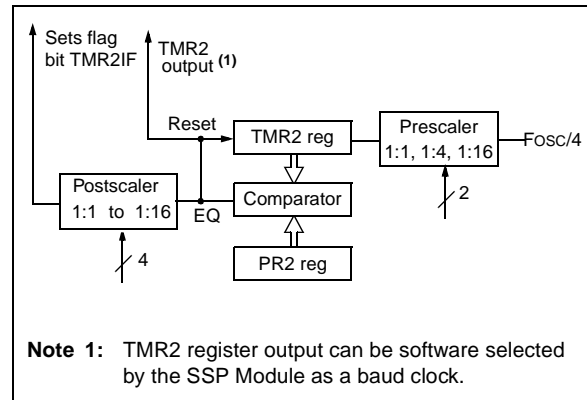 Sets flag
bit TMR2IF
TMR2
output (1)
Reset
TMR2 reg
Prescaler
1:1, 1:4, 1:16
FOSC/4
2
Postscaler
1:1 to 1:16
EQ
Comparator
4
PR2 reg
Note 1: TMR2 register output can be software selected
by the SSP Module as a baud clock.